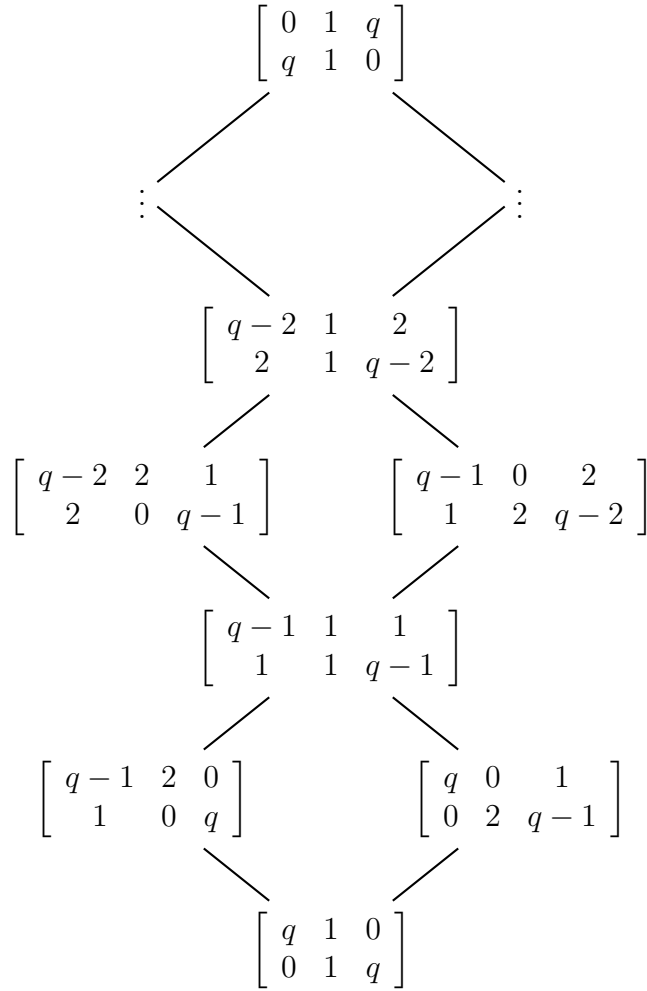 0 1 q
q 1 0
⋮ ⋮
q − 2 1 2
2 1 q − 2
q − 2 2 1 q − 1 0 2
2 0 q − 1 1 2 q − 2
q − 1 1 1
1 1 q − 1
q − 1 2 0 q 0 1
1 0 q 0 2 q − 1
q 1 0
0 1 q